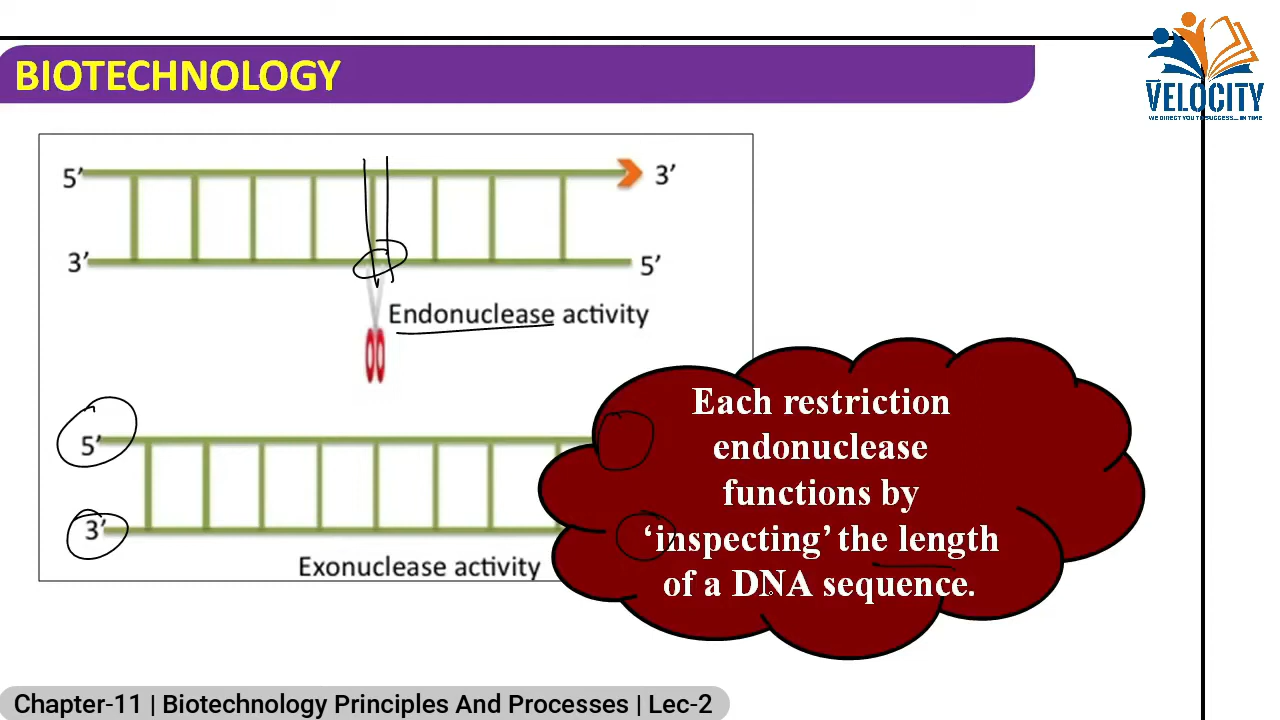 BIOTECHNOLOGY
VELOCITY
WE DIRECT YOU TO SUCCESS.... IN TIME
5’ 3’
3’ 5’
Endonuclease activity
5’
3’
Exonuclease activity
Each restriction
endonuclease
functions by
‘inspecting’ the length
of a DNA sequence.
Chapter-11 | Biotechnology Principles And Processes | Lec-2